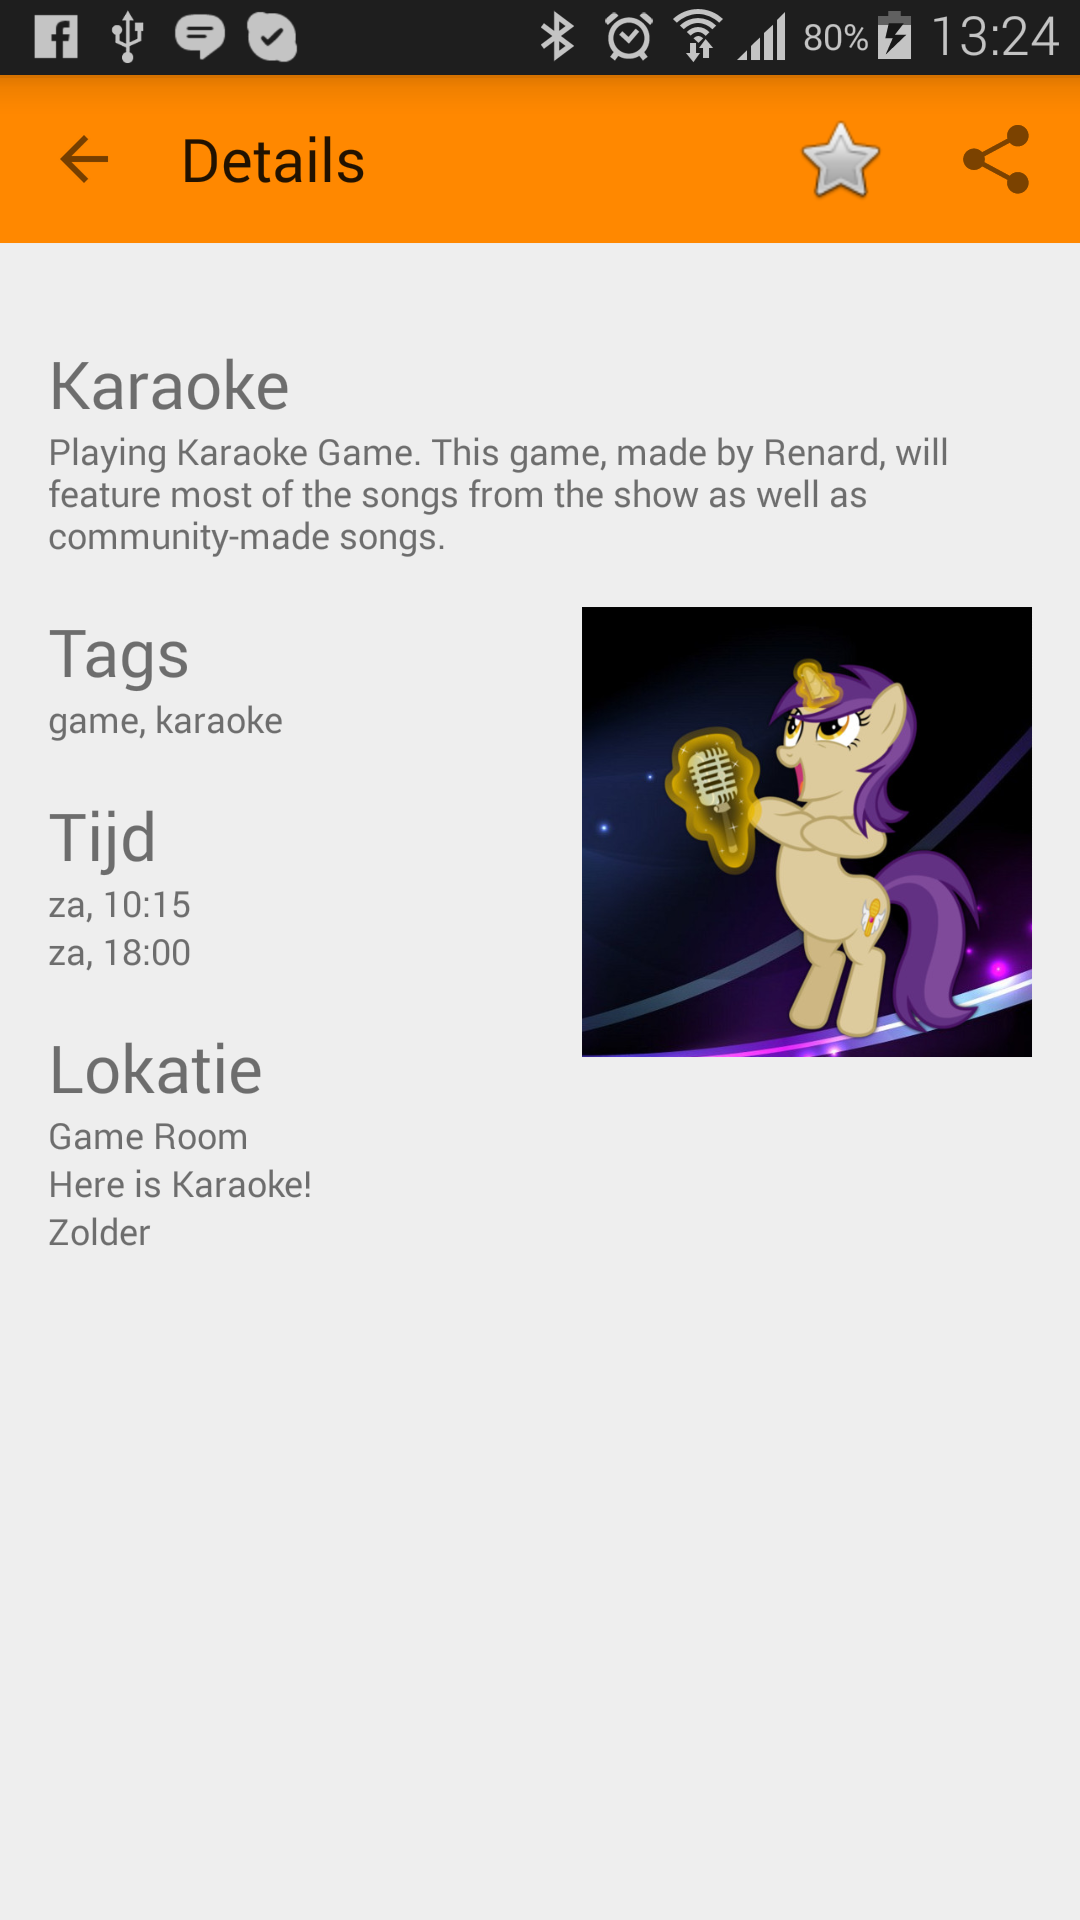 80% 13:24
Details
Karaoke
Playing Karaoke Game. This game, made by Renard, will
feature most of the songs from the show as well as
community-made songs.
Tags
game, karaoke
Tijd
za, 10:15
za, 18:00
Lokatie
Game Room
Here is Karaoke!
Zolder